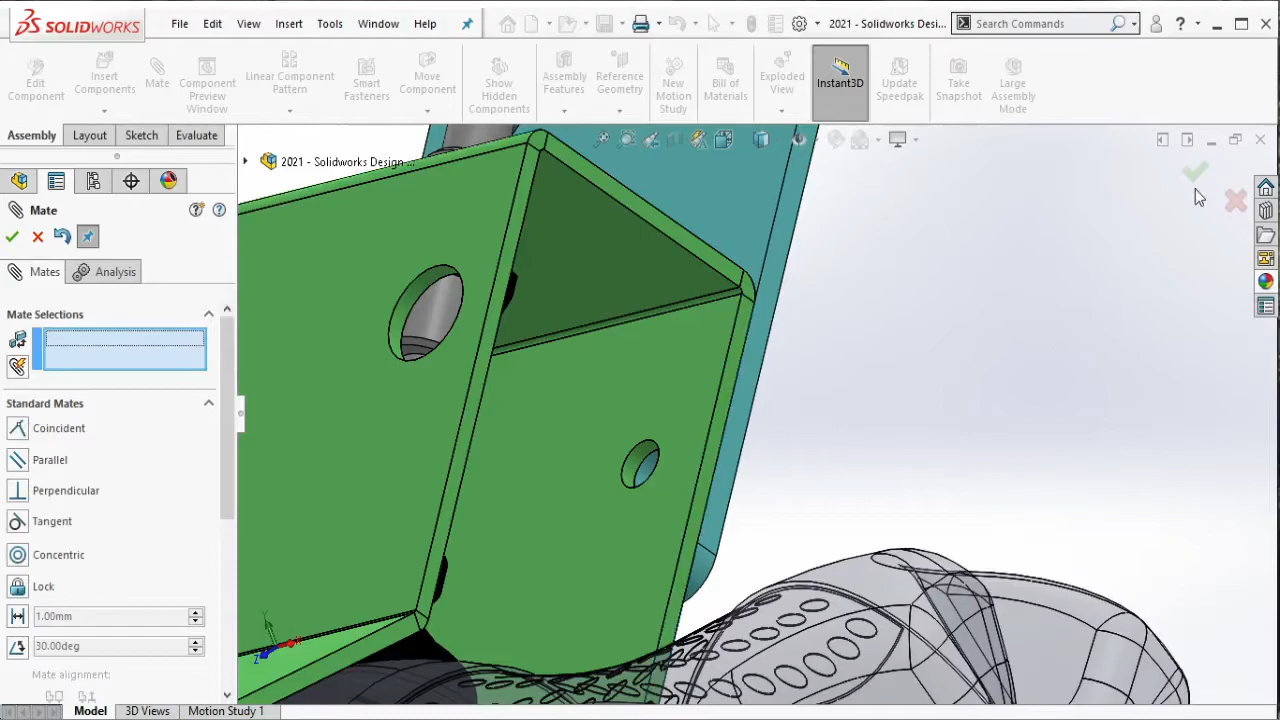 SOLIDWORKS File Edit View Insert Tools Window Help 2021 - Solidworks Desi... Search Commands ?
Edit Component
Insert Components
Mate
Component Preview Window
Linear Component Pattern
Smart Fasteners
Move Component
Show Hidden Components
Assembly Features
Reference Geometry
New Motion Study
Bill of Materials
Exploded View
Instant3D
Update Speedpak
Take Snapshot
Large Assembly Mode
Assembly Layout Sketch Evaluate
2021 - Solidworks Design ...
Mate
Mates Analysis
Mate Selections
Standard Mates
Coincident
Parallel
Perpendicular
Tangent
Concentric
Lock
1.00mm
30.00deg
Mate alignment:
Y
X
Z
Model 3D Views Motion Study 1